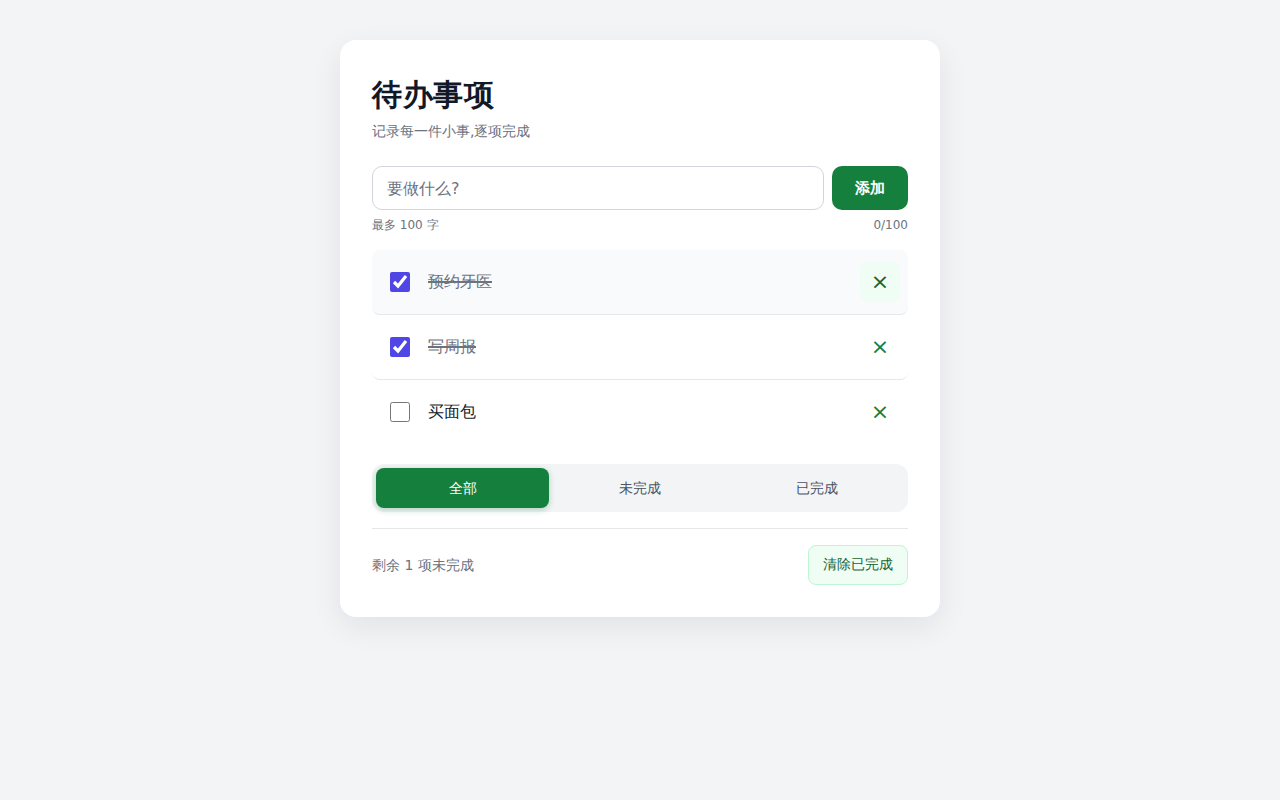 待办事项
记录每一件小事,逐项完成
要做什么?
添加
最多 100 字
0/100
预约牙医
×
写周报
×
买面包
×
全部
未完成
已完成
剩余 1 项未完成
清除已完成